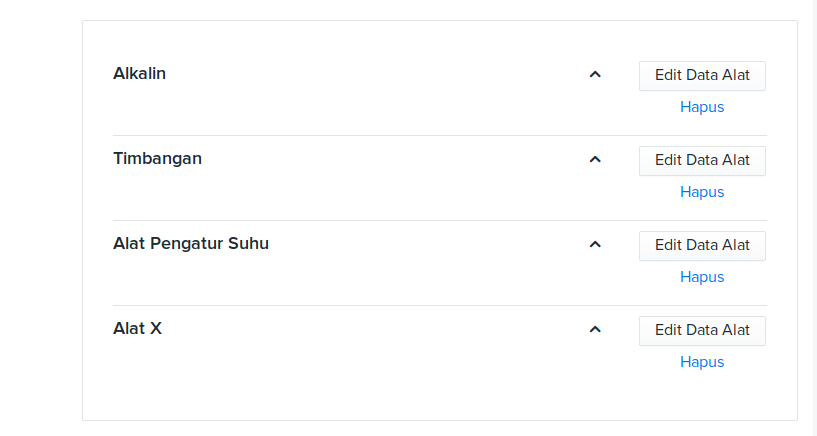 Alkalin
Edit Data Alat
Hapus
Timbangan
Edit Data Alat
Hapus
Alat Pengatur Suhu
Edit Data Alat
Hapus
Alat X
Edit Data Alat
Hapus